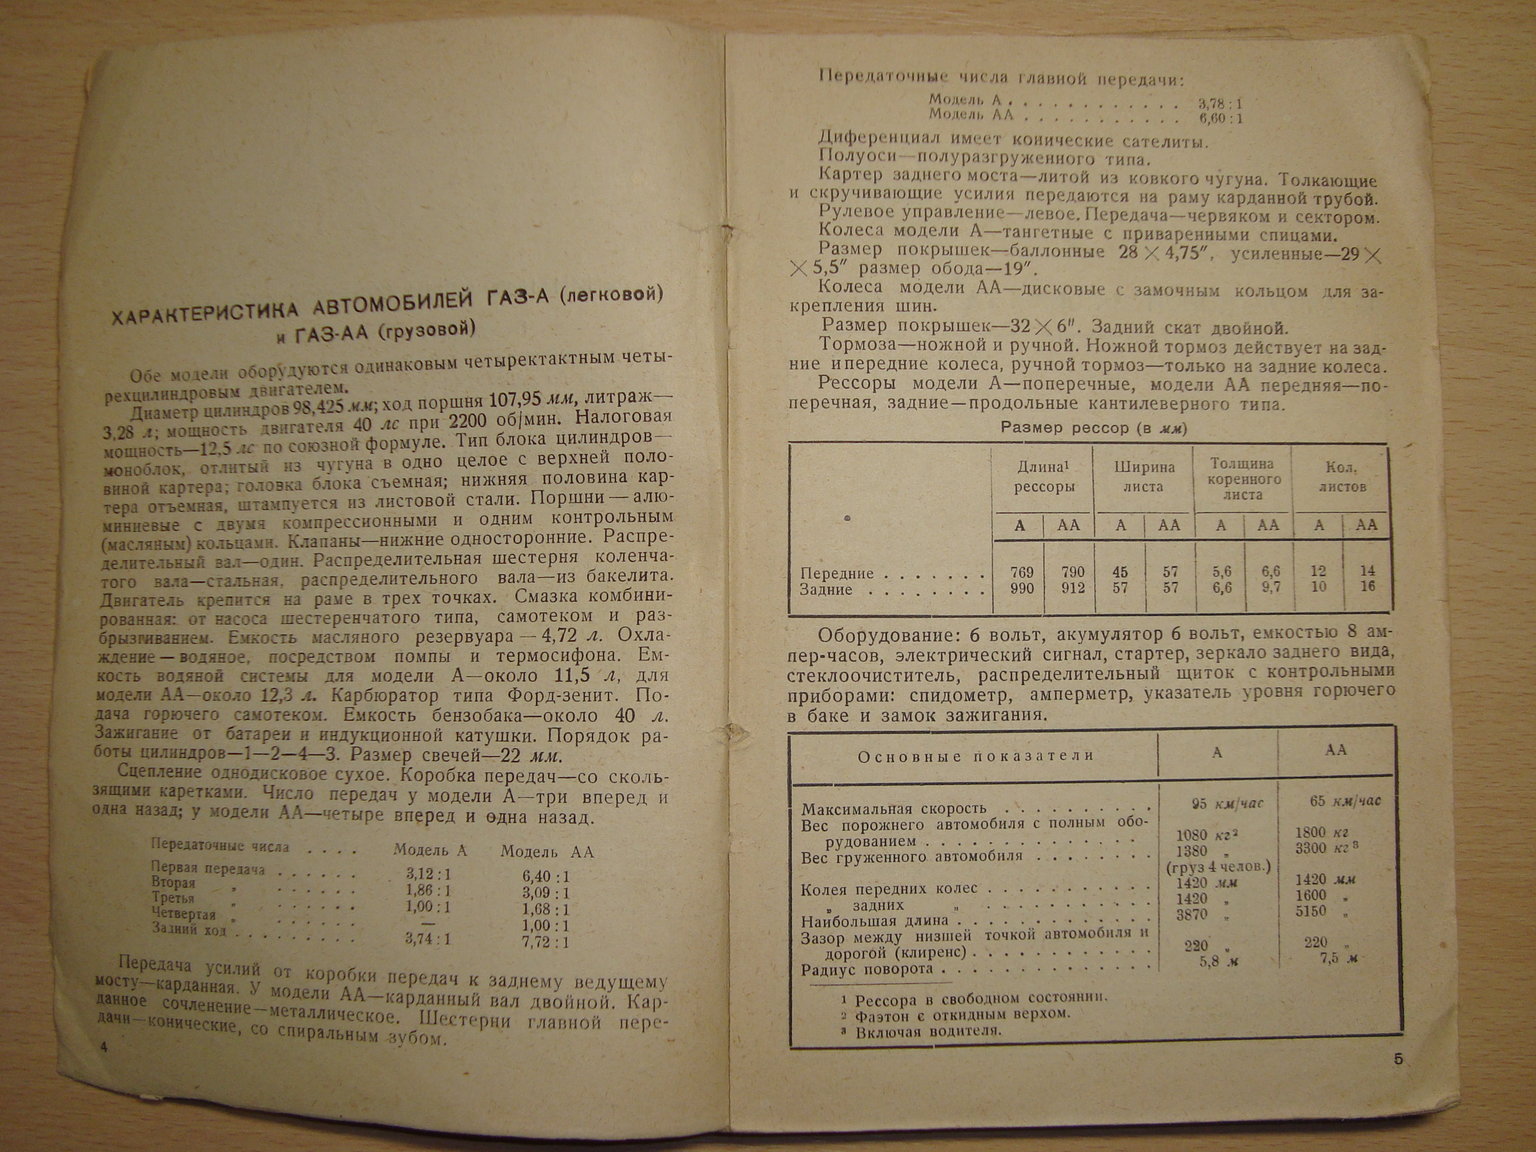 ХАРАКТЕРИСТИКА АВТОМОБИЛЕЙ ГАЗ-А (легковой)
и ГАЗ-АА (грузовой)
Обе модели оборудуются одинаковым четыректактным четы-
рехцилиндровым двигателем.
Диаметр цилиндров 98,425 мм; ход поршня 107,95 мм, литраж—
3,28 л; мощность двигателя 40 лс при 2200 об/мин. Налоговая
мощность—12,5 лс по союзной формуле. Тип блока цилиндров—
моноблок, отлитый из чугуна в одно целое с верхней поло-
виной картера; головка блока съемная; нижняя половина кар-
тера отъемная, штампуется из листовой стали. Поршни — алю-
миниевые с двумя компрессионными и одним контрольным
(масляным) кольцами. Клапаны—нижние односторонние. Распре-
делительный вал—один. Распределительная шестерня коленча-
того вала—стальная, распределительного вала—из бакелита.
Двигатель крепится на раме в трех точках. Смазка комбини-
рованная: от насоса шестеренчатого типа, самотеком и раз-
брызгиванием. Емкость масляного резервуара — 4,72 л. Охла-
ждение — водяное, посредством помпы и термосифона. Ем-
кость водяной системы для модели А—около 11,5 л, для
модели АА—около 12,3 л. Карбюратор типа Форд-зенит. По-
дача горючего самотеком. Емкость бензобака—около 40 л.
Зажигание от батареи и индукционной катушки. Порядок ра-
боты цилиндров—1—2—4—3. Размер свечей—22 мм.
Сцепление однодисковое сухое. Коробка передач—со сколь-
зящими каретками. Число передач у модели А—три вперед и
одна назад; у модели АА—четыре вперед и одна назад.
Передаточные числа . . . . Модель А Модель АА
Первая передача . . . . . . 3,12 : 1 6,40 : 1
Вторая „ . . . . . . 1,86 : 1 3,09 : 1
Третья „ . . . . . . 1,00 : 1 1,68 : 1
Четвертая „ . . . . . . — 1,00 : 1
Задний ход . . . . . . . . . 3,74 : 1 7,72 : 1
Передача усилий от коробки передач к заднему ведущему
мосту—карданная. У модели АА—карданный вал двойной. Кар-
данное сочленение—металлическое. Шестерни главной пере-
дачи—конические, со спиральным зубом.
4
Передаточные числа главной передачи:
Модель А . . . . . . . . . . . . 3,78 : 1
Модель АА . . . . . . . . . . . 6,60 : 1
Диференциал имеет конические сателиты.
Полуоси—полуразгруженного типа.
Картер заднего моста—литой из ковкого чугуна. Толкающие
и скручивающие усилия передаются на раму карданной трубой.
Рулевое управление—левое. Передача—червяком и сектором.
Колеса модели А—тангетные с приваренными спицами.
Размер покрышек—баллонные 28 × 4,75", усиленные—29 ×
× 5,5" размер обода—19".
Колеса модели АА—дисковые с замочным кольцом для за-
крепления шин.
Размер покрышек—32 × 6". Задний скат двойной.
Тормоза—ножной и ручной. Ножной тормоз действует на зад-
ние и передние колеса, ручной тормоз—только на задние колеса.
Рессоры модели А—поперечные, модели АА передняя—по-
перечная, задние—продольные кантилеверного типа.
Размер рессор (в мм)
Длина¹ рессоры Ширина листа Толщина коренного листа Кол. листов
А АА А АА А АА А АА
Передние . . . . . . . 769 790 45 57 5,6 6,6 12 14
Задние . . . . . . . . 990 912 57 57 6,6 9,7 10 16
Оборудование: 6 вольт, акумулятор 6 вольт, емкостью 8 ам-
пер-часов, электрический сигнал, стартер, зеркало заднего вида,
стеклоочиститель, распределительный щиток с контрольными
приборами: спидометр, амперметр, указатель уровня горючего
в баке и замок зажигания.
Основные показатели А АА
Максимальная скорость . . . . . . . . . . 95 км/час 65 км/час
Вес порожнего автомобиля с полным обо-
рудованием . . . . . . . . . . . . . . 1080 кг² 1800 кг
Вес груженного автомобиля . . . . . . . . 1380 „ 3300 кг³
(груз 4 челов.)
Колея передних колес . . . . . . . . . . . 1420 мм 1420 мм
„ задних „ . . . . . . . . . . . 1420 „ 1600 „
Наибольшая длина . . . . . . . . . . . . . 3870 „ 5150 „
Зазор между низшей точкой автомобиля и
дорогой (клиренс) . . . . . . . . . . . . 220 „ 220 „
Радиус поворота . . . . . . . . . . . . . . 5,8 м 7,5 м
¹ Рессора в свободном состоянии.
² Фаэтон с откидным верхом.
³ Включая водителя.
5